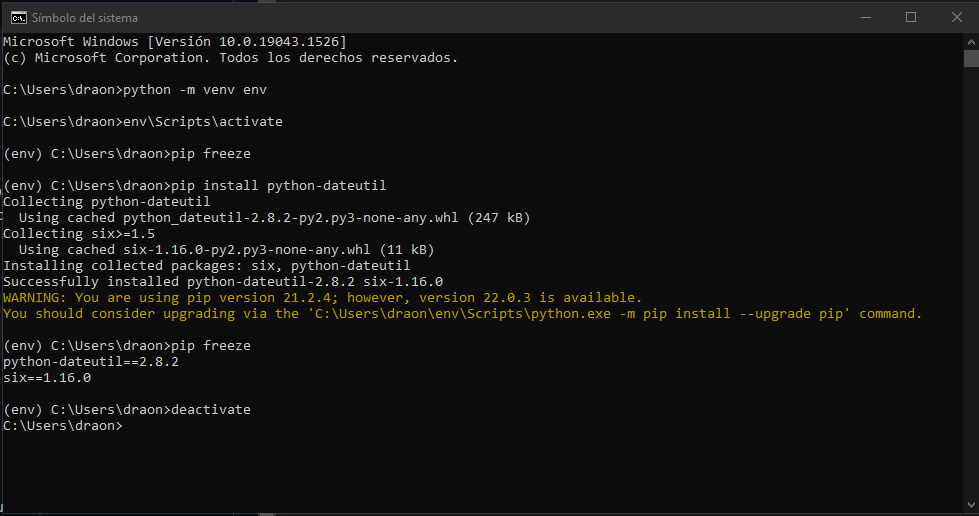 Símbolo del sistema
Microsoft Windows [Versión 10.0.19043.1526]
(c) Microsoft Corporation. Todos los derechos reservados.
C:\Users\draon>python -m venv env
C:\Users\draon>env\Scripts\activate
(env) C:\Users\draon>pip freeze
(env) C:\Users\draon>pip install python-dateutil
Collecting python-dateutil
  Using cached python_dateutil-2.8.2-py2.py3-none-any.whl (247 kB)
Collecting six>=1.5
  Using cached six-1.16.0-py2.py3-none-any.whl (11 kB)
Installing collected packages: six, python-dateutil
Successfully installed python-dateutil-2.8.2 six-1.16.0
WARNING: You are using pip version 21.2.4; however, version 22.0.3 is available.
You should consider upgrading via the 'C:\Users\draon\env\Scripts\python.exe -m pip install --upgrade pip' command.
(env) C:\Users\draon>pip freeze
python-dateutil==2.8.2
six==1.16.0
(env) C:\Users\draon>deactivate
C:\Users\draon>